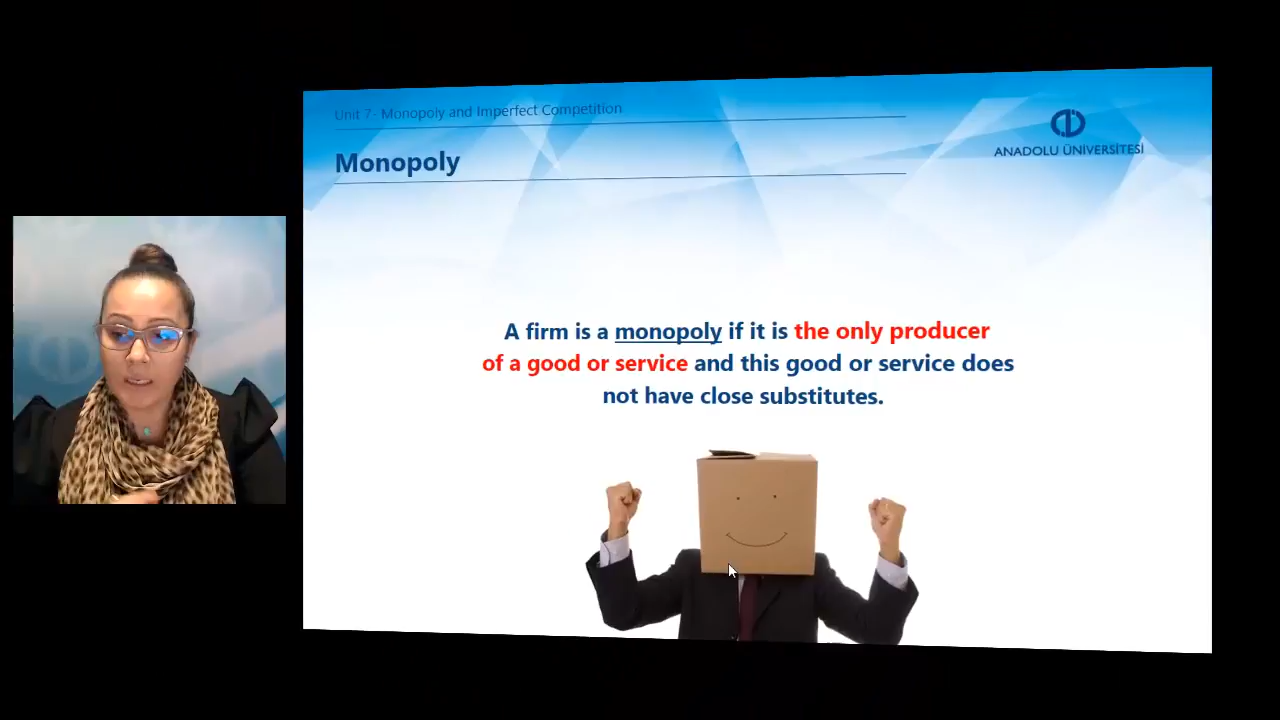 Unit 7- Monopoly and Imperfect Competition
Monopoly
ANADOLU ÜNİVERSİTESİ
A firm is a monopoly if it is the only producer
of a good or service and this good or service does
not have close substitutes.